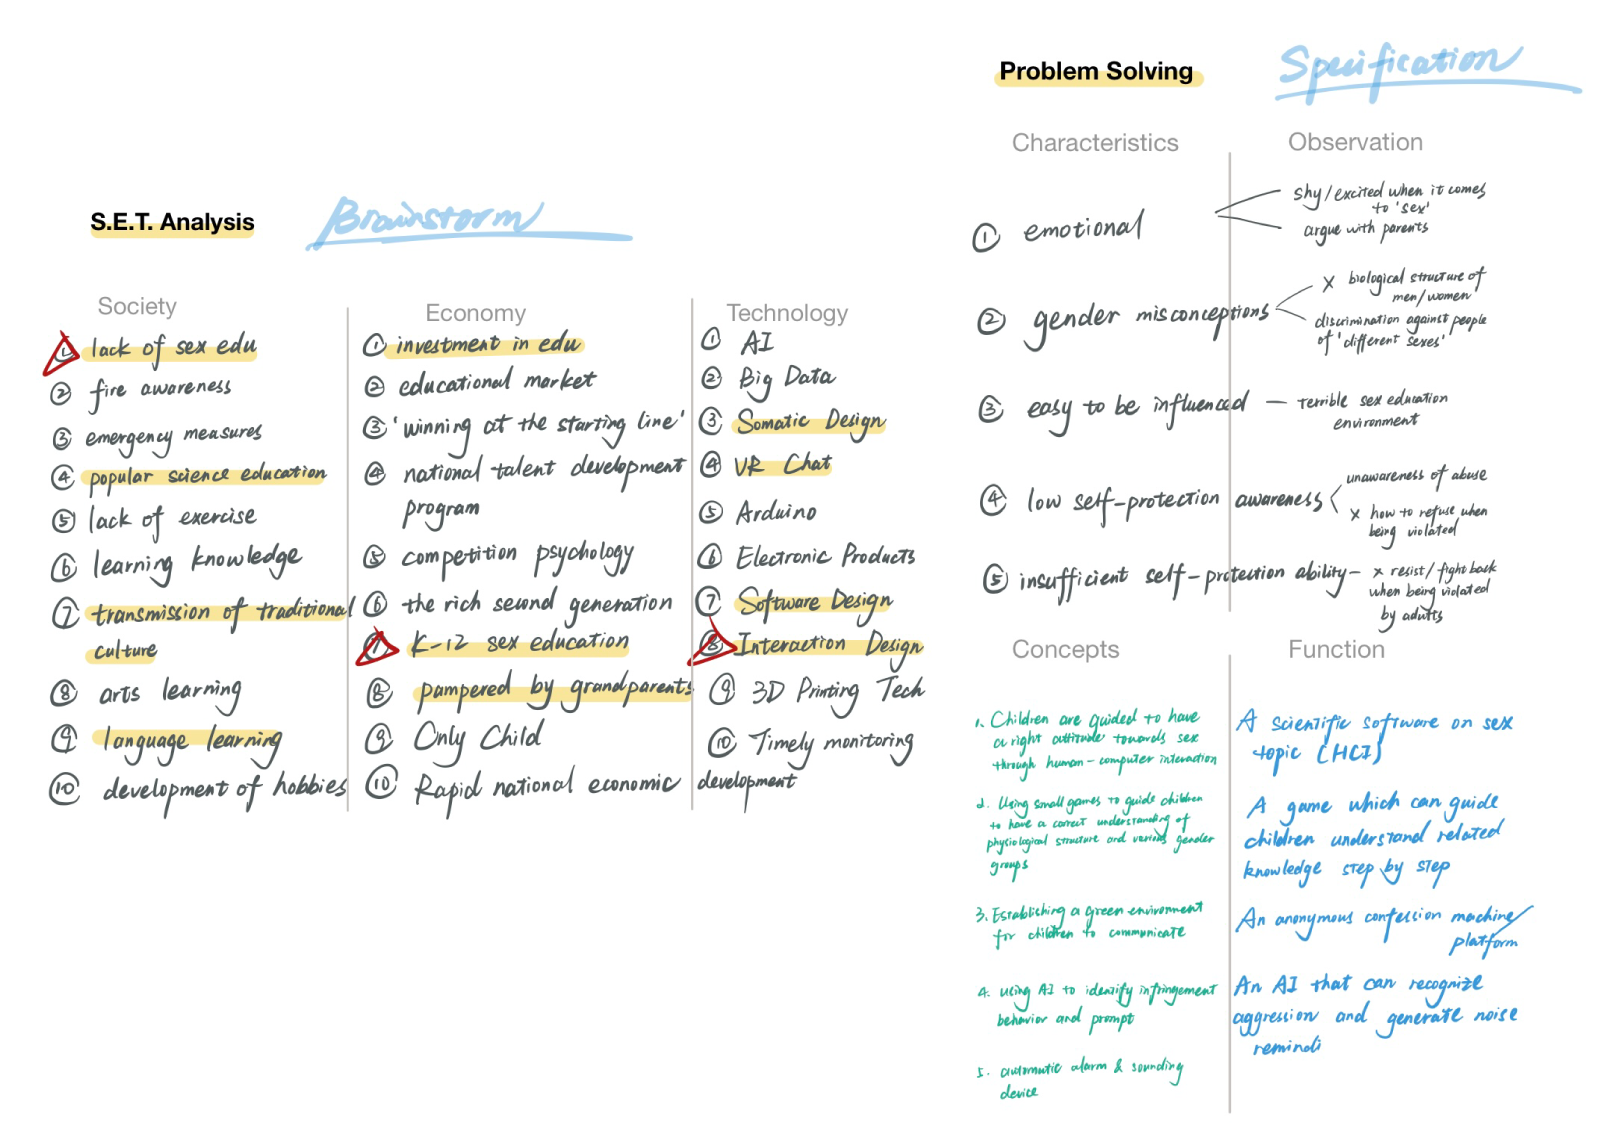 S.E.T. Analysis
Brainstorm
Society
① lack of sex edu
② fire awareness
③ emergency measures
④ popular science education
⑤ lack of exercise
⑥ learning knowledge
⑦ transmission of traditional
culture
⑧ arts learning
⑨ language learning
⑩ development of hobbies
Economy
① investment in edu
② educational market
③ 'winning at the starting line'
④ national talent development
program
⑤ competition psychology
⑥ the rich second generation
⑦ K-12 sex education
⑧ pampered by grandparents
⑨ Only Child
⑩ Rapid national economic development
Technology
① AI
② Big Data
③ Somatic Design
④ VR Chat
⑤ Arduino
⑥ Electronic Products
⑦ Software Design
⑧ Interaction Design
⑨ 3D Printing Tech
⑩ Timely monitoring
Problem Solving
Specification
Characteristics
Observation
① emotional
shy/excited when it comes
to 'sex'
argue with parents
② gender misconceptions
x biological structure of
men/women
discrimination against people
of 'different sexes'
③ easy to be influenced
— terrible sex education
environment
④ low self-protection awareness
unawareness of abuse
x how to refuse when
being violated
⑤ insufficient self-protection ability
— x resist/fight back
when being violated
by adults
Concepts
1. Children are guided to have
a right attitude towards sex
through human-computer interaction
2. Using small games to guide children
to have a correct understanding of
physiological structure and various gender
groups
3. Establishing a green environment
for children to communicate
4. using AI to identify infringement
behavior and prompt
5. automatic alarm & sounding
device
Function
A scientific software on sex
topic (HCI)
A game which can guide
children understand related
knowledge step by step
An anonymous confession machine/
platform
An AI that can recognize
aggression and generate noise
remindi